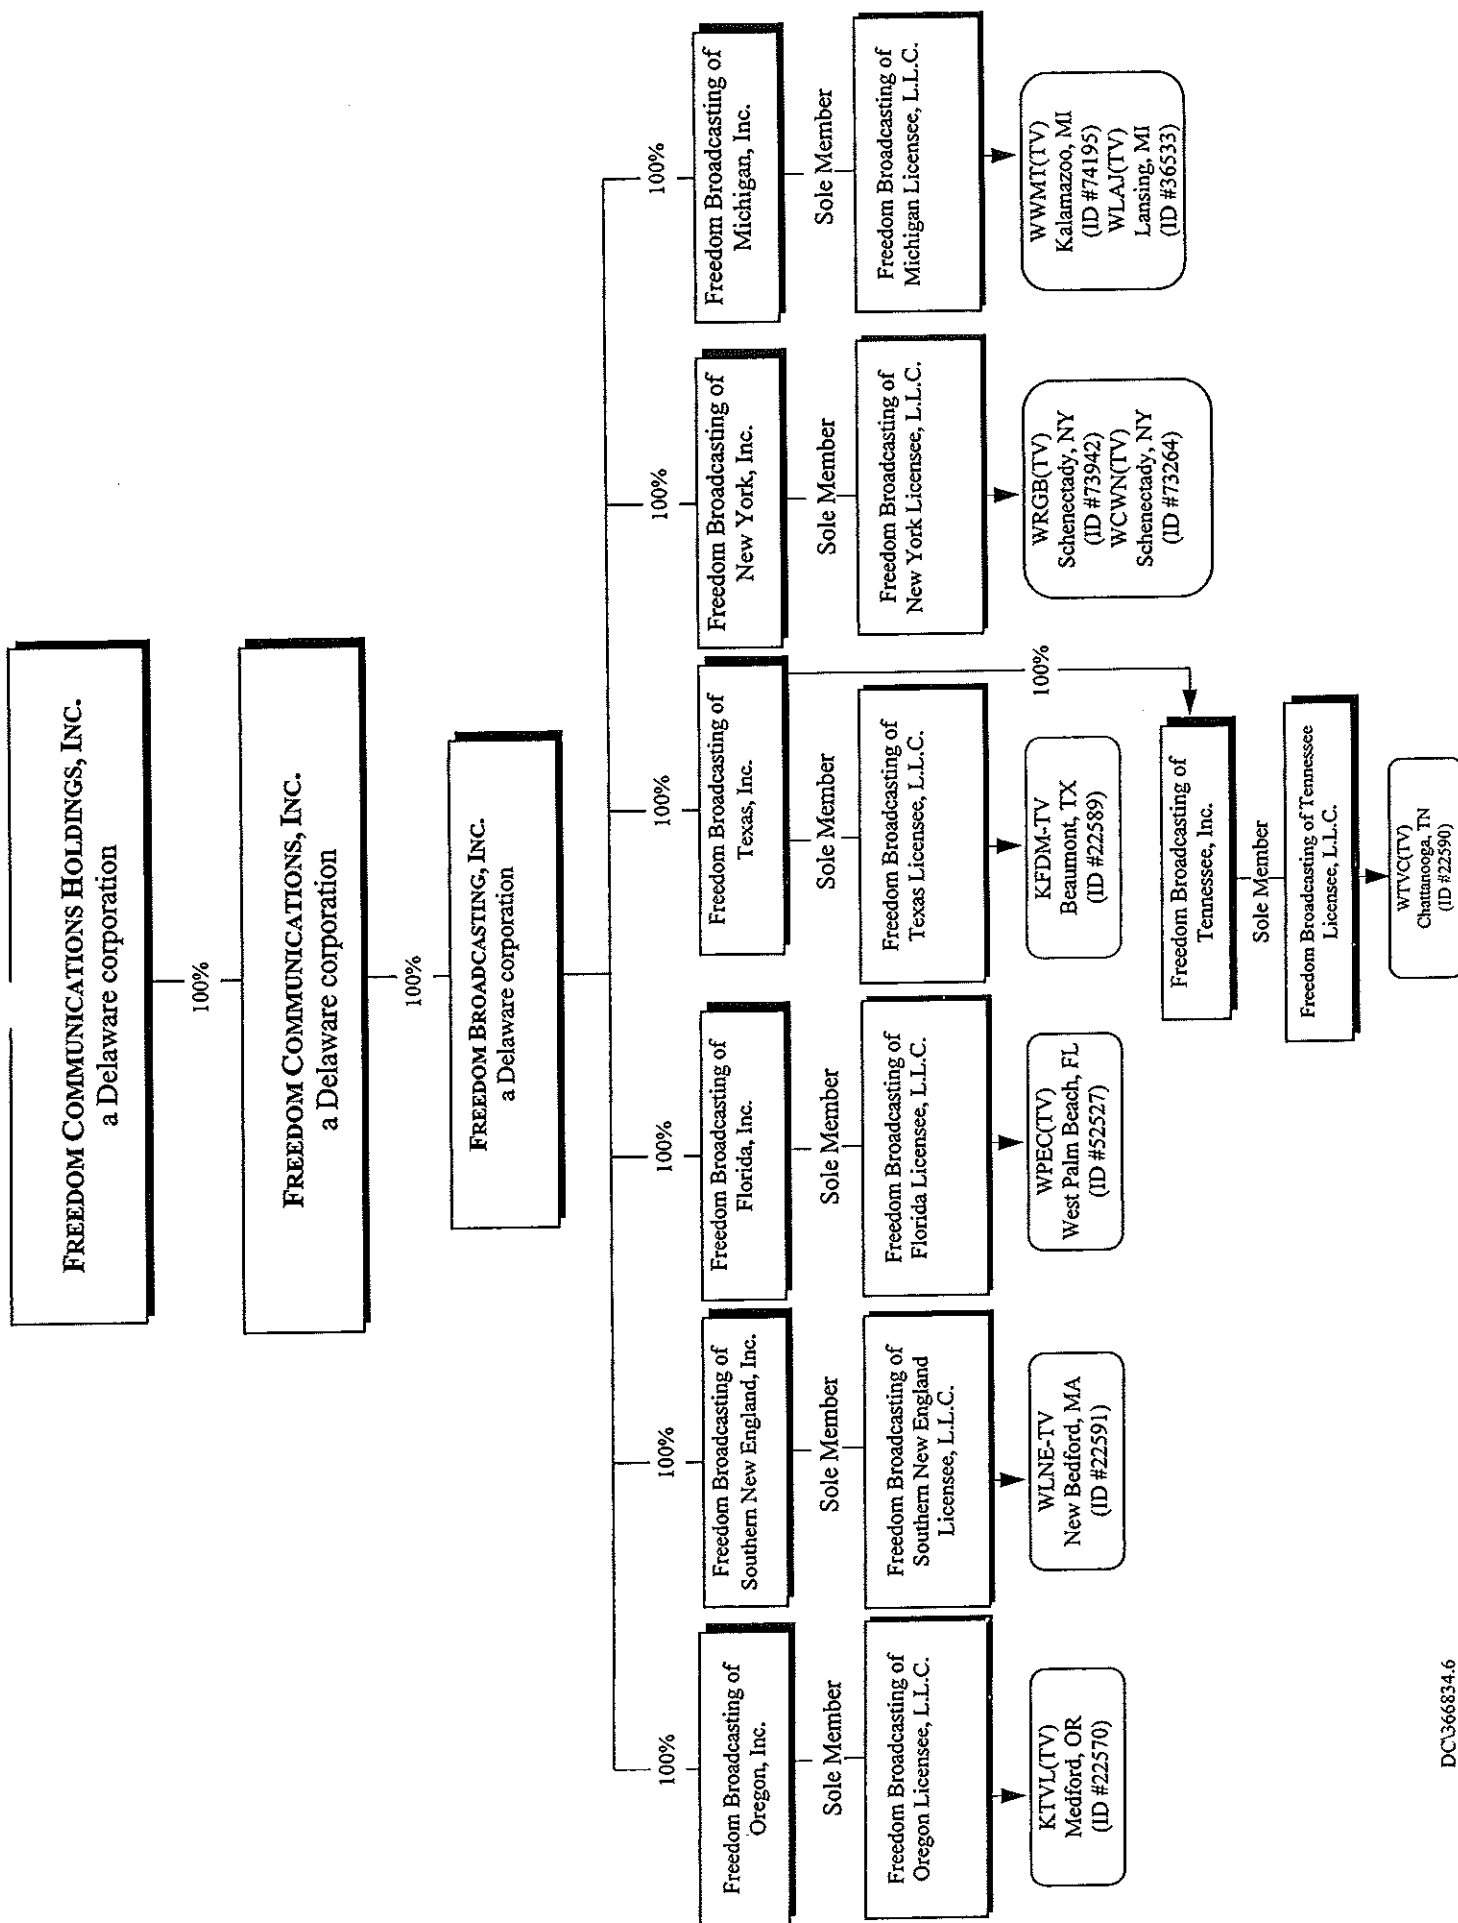 FREEDOM COMMUNICATIONS HOLDINGS, INC.
a Delaware corporation
100%
FREEDOM COMMUNICATIONS, INC.
a Delaware corporation
100%
FREEDOM BROADCASTING, INC.
a Delaware corporation
100%
Freedom Broadcasting of
Oregon, Inc.
Sole Member
Freedom Broadcasting of
Oregon Licensee, L.L.C.
KTVL(TV)
Medford, OR
(ID #22570)
100%
Freedom Broadcasting of
Southern New England, Inc.
Sole Member
Freedom Broadcasting of
Southern New England
Licensee, L.L.C.
WLNE-TV
New Bedford, MA
(ID #22591)
100%
Freedom Broadcasting of
Florida, Inc.
Sole Member
Freedom Broadcasting of
Florida Licensee, L.L.C.
WPEC(TV)
West Palm Beach, FL
(ID #52527)
100%
Freedom Broadcasting of
Texas, Inc.
Sole Member
Freedom Broadcasting of
Texas Licensee, L.L.C.
KFDM-TV
Beaumont, TX
(ID #22589)
100%
Freedom Broadcasting of
Tennessee, Inc.
Sole Member
Freedom Broadcasting of Tennessee
Licensee, L.L.C.
WTVC(TV)
Chattanooga, TN
(ID #22590)
100%
Freedom Broadcasting of
New York, Inc.
Sole Member
Freedom Broadcasting of
New York Licensee, L.L.C.
WRGB(TV)
Schenectady, NY
(ID #73942)
WCWN(TV)
Schenectady, NY
(ID #73264)
100%
Freedom Broadcasting of
Michigan, Inc.
Sole Member
Freedom Broadcasting of
Michigan Licensee, L.L.C.
WWMT(TV)
Kalamazoo, MI
(ID #74195)
WLAJ(TV)
Lansing, MI
(ID #36533)
DC\366834.6